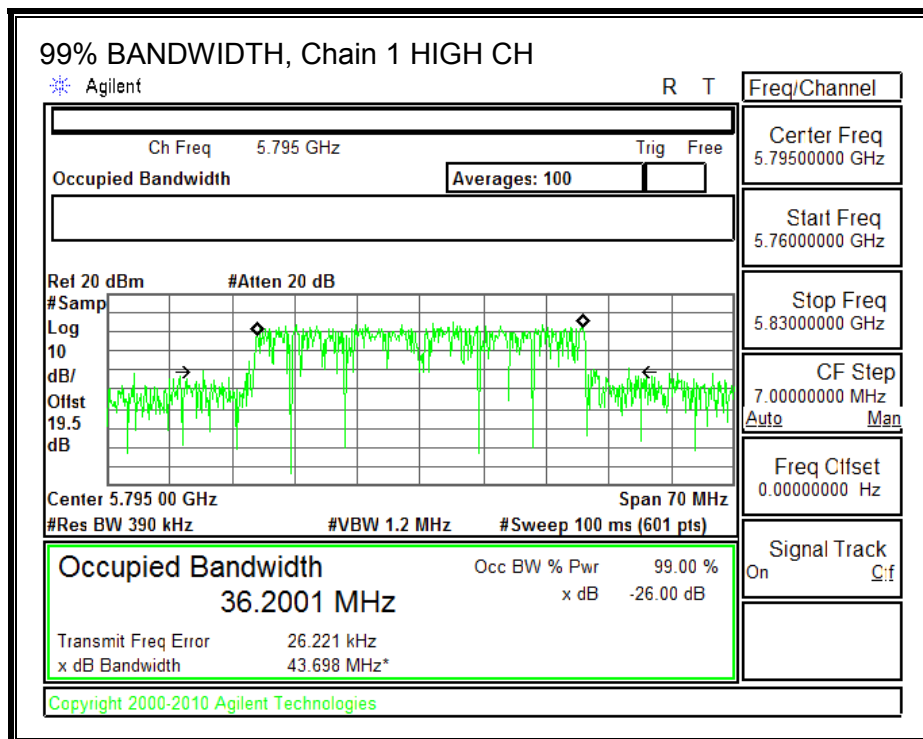 99% BANDWIDTH, Chain 1 HIGH CH
Agilent R T
Freq/Channel
Ch Freq 5.795 GHz Trig Free
Occupied Bandwidth Averages: 100
Center Freq
5.79500000 GHz
Start Freq
5.76000000 GHz
Stop Freq
5.83000000 GHz
CF Step
7.00000000 MHz
Auto Man
Freq Offset
0.00000000 Hz
Signal Track
On Off
Ref 20 dBm #Atten 20 dB
#Samp
Log
10
dB/
Offst
19.5
dB
Center 5.795 00 GHz Span 70 MHz
#Res BW 390 kHz #VBW 1.2 MHz #Sweep 100 ms (601 pts)
Occupied Bandwidth Occ BW % Pwr 99.00 %
36.2001 MHz x dB -26.00 dB
Transmit Freq Error 26.221 kHz
x dB Bandwidth 43.698 MHz*
Copyright 2000-2010 Agilent Technologies